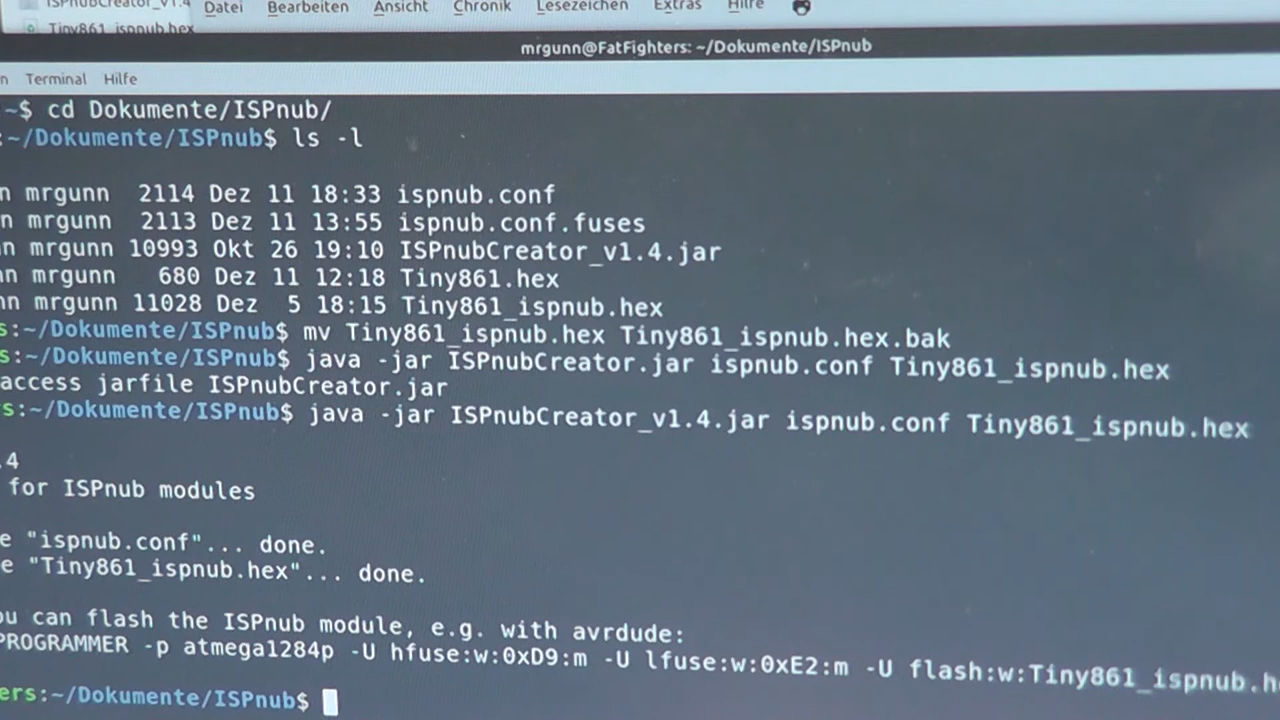 ISPnubCreator_v1.4
Datei Bearbeiten Ansicht Chronik Lesezeichen Extras Hilfe
Tiny861_ispnub.hex
mrgunn@FatFighters: ~/Dokumente/ISPnub
n Terminal Hilfe
~$ cd Dokumente/ISPnub/
:~/Dokumente/ISPnub$ ls -l
n mrgunn 2114 Dez 11 18:33 ispnub.conf
n mrgunn 2113 Dez 11 13:55 ispnub.conf.fuses
n mrgunn 10993 Okt 26 19:10 ISPnubCreator_v1.4.jar
n mrgunn 680 Dez 11 12:18 Tiny861.hex
nn mrgunn 11028 Dez 5 18:15 Tiny861_ispnub.hex
s:~/Dokumente/ISPnub$ mv Tiny861_ispnub.hex Tiny861_ispnub.hex.bak
s:~/Dokumente/ISPnub$ java -jar ISPnubCreator.jar ispnub.conf Tiny861_ispnub.hex
access jarfile ISPnubCreator.jar
rs:~/Dokumente/ISPnub$ java -jar ISPnubCreator_v1.4.jar ispnub.conf Tiny861_ispnub.hex
.4
for ISPnub modules
e "ispnub.conf"... done.
e "Tiny861_ispnub.hex"... done.
ou can flash the ISPnub module, e.g. with avrdude:
PROGRAMMER -p atmega1284p -U hfuse:w:0xD9:m -U lfuse:w:0xE2:m -U flash:w:Tiny861_ispnub.he
ers:~/Dokumente/ISPnub$